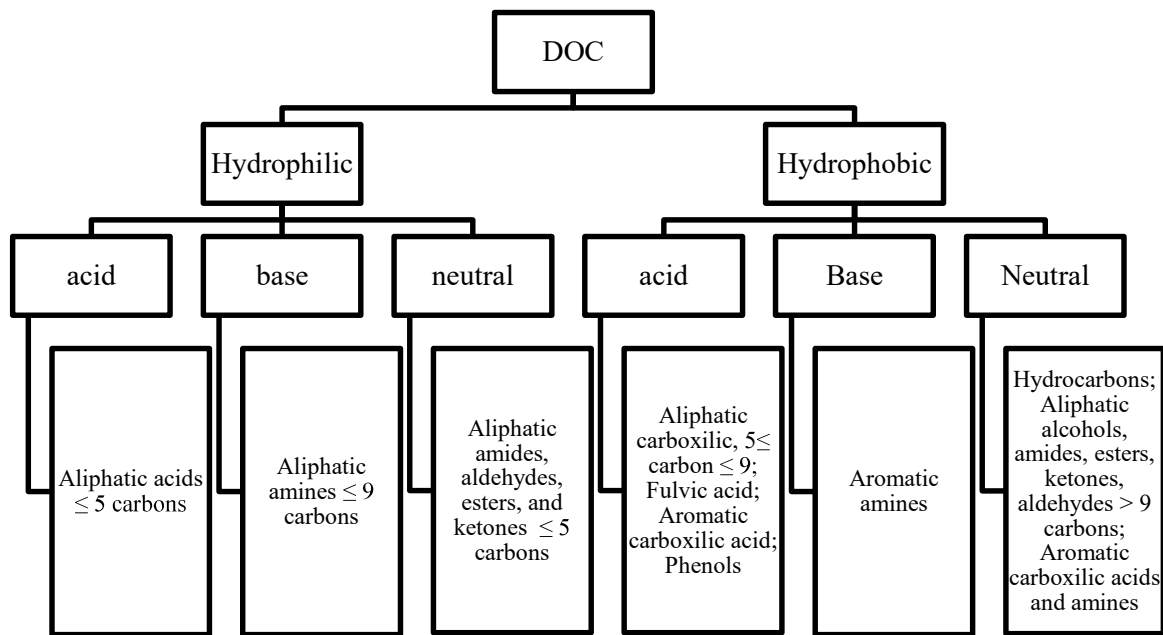 DOC
Hydrophilic
Hydrophobic
acid
base
neutral
acid
Base
Neutral
Aliphatic acids
≤ 5 carbons
Aliphatic
amines ≤ 9
carbons
Aliphatic
amides,
aldehydes,
esters, and
ketones ≤ 5
carbons
Aliphatic
carboxilic, 5≤
carbon ≤ 9;
Fulvic acid;
Aromatic
carboxilic acid;
Phenols
Aromatic
amines
Hydrocarbons;
Aliphatic
alcohols,
amides, esters,
ketones,
aldehydes > 9
carbons;
Aromatic
carboxilic acids
and amines